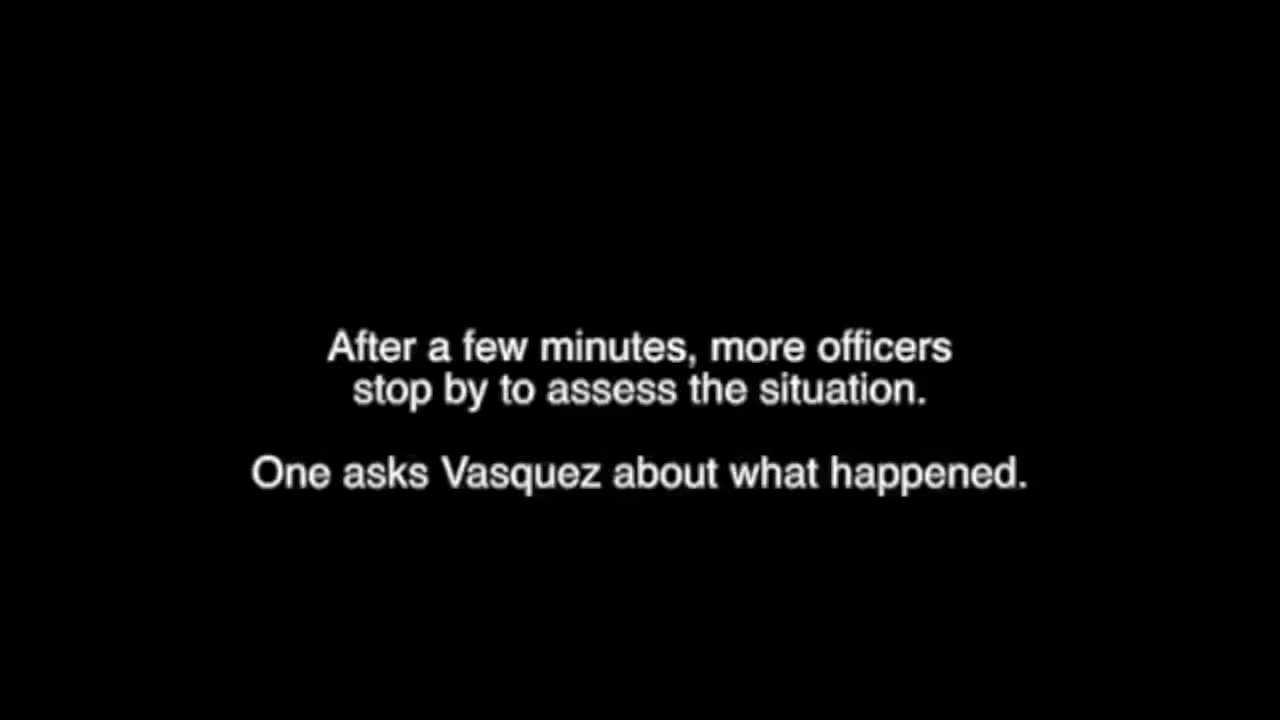 After a few minutes, more officers
stop by to assess the situation.
One asks Vasquez about what happened.